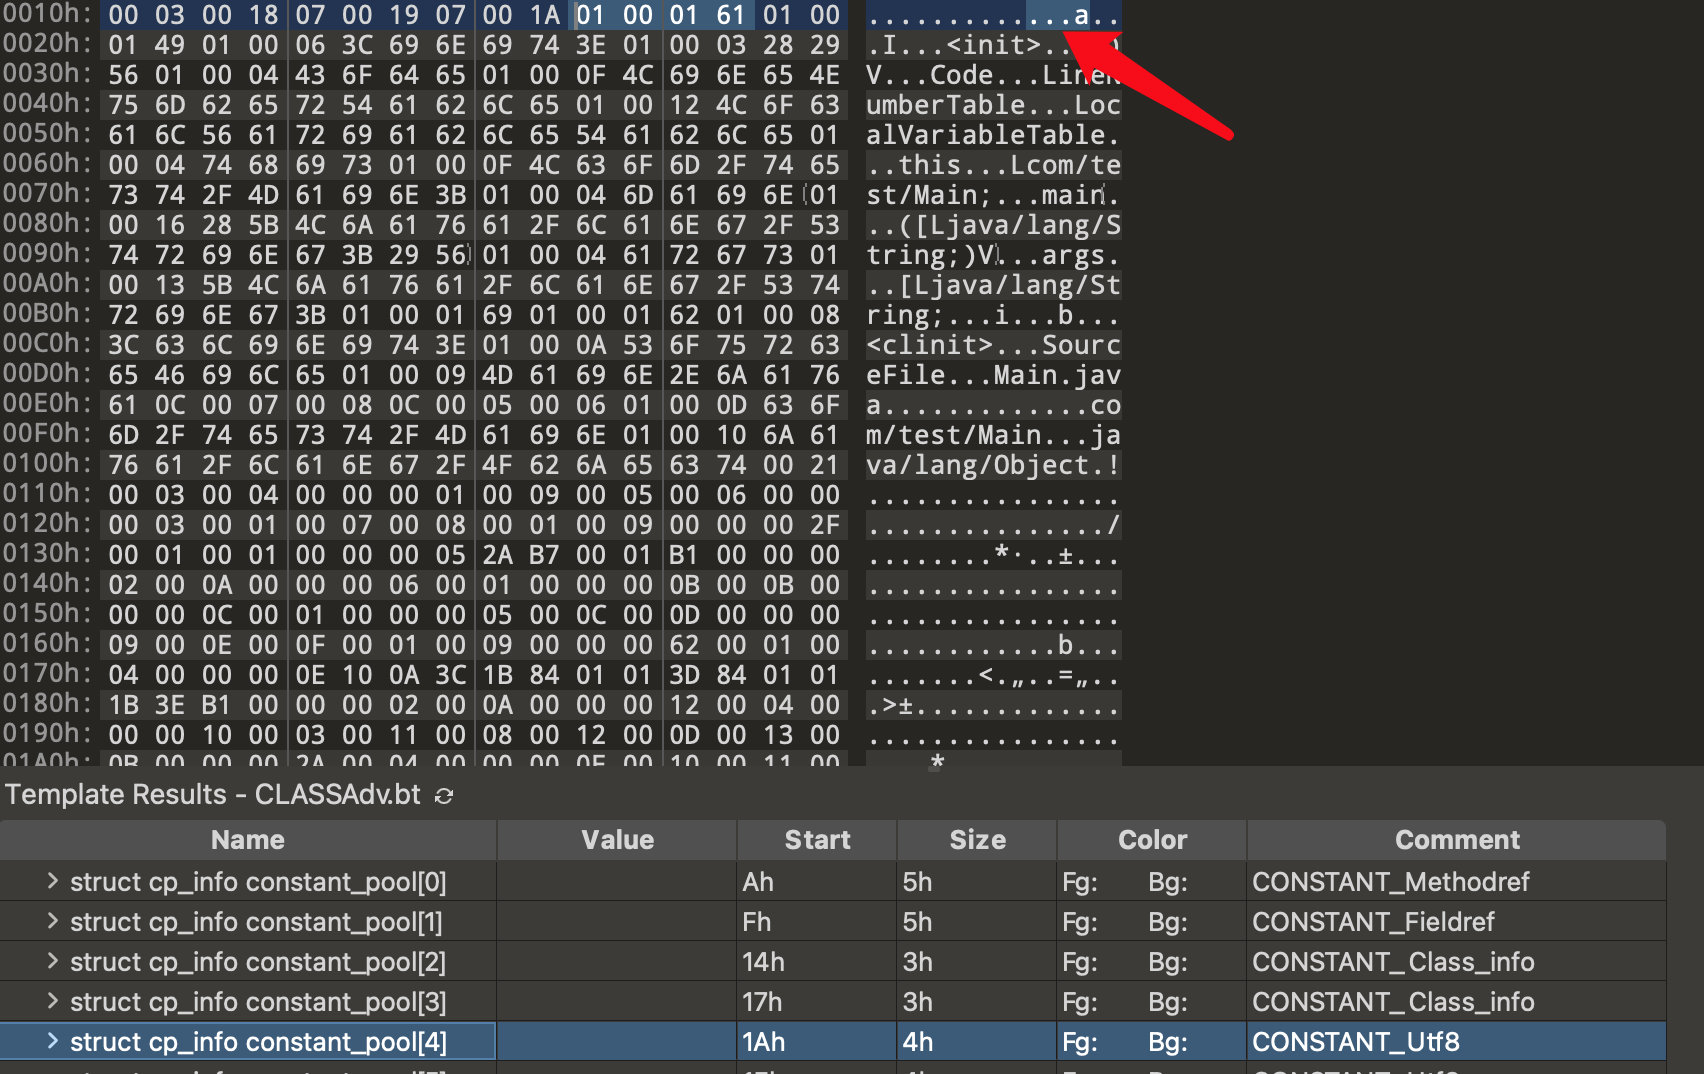 0010h: 00 03 00 18 07 00 19 07 00 1A 01 00 01 61 01 00 .............a..
0020h: 01 49 01 00 06 3C 69 6E 69 74 3E 01 00 03 28 29 .I...<init>..
0030h: 56 01 00 04 43 6F 64 65 01 00 0F 4C 69 6E 65 4E V...Code...LineN
0040h: 75 6D 62 65 72 54 61 62 6C 65 01 00 12 4C 6F 63 umberTable...Loc
0050h: 61 6C 56 61 72 69 61 62 6C 65 54 61 62 6C 65 01 alVariableTable.
0060h: 00 04 74 68 69 73 01 00 0F 4C 63 6F 6D 2F 74 65 ..this...Lcom/te
0070h: 73 74 2F 4D 61 69 6E 3B 01 00 04 6D 61 69 6E 01 st/Main;...main.
0080h: 00 16 28 5B 4C 6A 61 76 61 2F 6C 61 6E 67 2F 53 ..([Ljava/lang/S
0090h: 74 72 69 6E 67 3B 29 56 01 00 04 61 72 67 73 01 tring;)V...args.
00A0h: 00 13 5B 4C 6A 61 76 61 2F 6C 61 6E 67 2F 53 74 ..[Ljava/lang/St
00B0h: 72 69 6E 67 3B 01 00 01 69 01 00 01 62 01 00 08 ring;...i...b...
00C0h: 3C 63 6C 69 6E 69 74 3E 01 00 0A 53 6F 75 72 63 <clinit>...Sourc
00D0h: 65 46 69 6C 65 01 00 09 4D 61 69 6E 2E 6A 61 76 eFile...Main.jav
00E0h: 61 0C 00 07 00 08 0C 00 05 00 06 01 00 0D 63 6F a.............co
00F0h: 6D 2F 74 65 73 74 2F 4D 61 69 6E 01 00 10 6A 61 m/test/Main...ja
0100h: 76 61 2F 6C 61 6E 67 2F 4F 62 6A 65 63 74 00 21 va/lang/Object.!
0110h: 00 03 00 04 00 00 00 01 00 09 00 05 00 06 00 00 ................
0120h: 00 03 00 01 00 07 00 08 00 01 00 09 00 00 00 2F .............../
0130h: 00 01 00 01 00 00 00 05 2A B7 00 01 B1 00 00 00 ........*·..±...
0140h: 02 00 0A 00 00 00 06 00 01 00 00 00 0B 00 0B 00 ................
0150h: 00 00 0C 00 01 00 00 00 05 00 0C 00 0D 00 00 00 ................
0160h: 09 00 0E 00 0F 00 01 00 09 00 00 00 62 00 01 00 ............b...
0170h: 04 00 00 00 0E 10 0A 3C 1B 84 01 01 3D 84 01 01 .......<.„..=„..
0180h: 1B 3E B1 00 00 00 02 00 0A 00 00 00 12 00 04 00 .>±.............
0190h: 00 00 10 00 03 00 11 00 08 00 12 00 0D 00 13 00 ................
01A0h: 0B 00 00 00 2A 00 04 00 00 00 0E 00 10 00 11 00 *
Template Results - CLASSAdv.bt
Name Value Start Size Color Comment
> struct cp_info constant_pool[0] Ah 5h Fg: Bg: CONSTANT_Methodref
> struct cp_info constant_pool[1] Fh 5h Fg: Bg: CONSTANT_Fieldref
> struct cp_info constant_pool[2] 14h 3h Fg: Bg: CONSTANT_Class_info
> struct cp_info constant_pool[3] 17h 3h Fg: Bg: CONSTANT_Class_info
> struct cp_info constant_pool[4] 1Ah 4h Fg: Bg: CONSTANT_Utf8